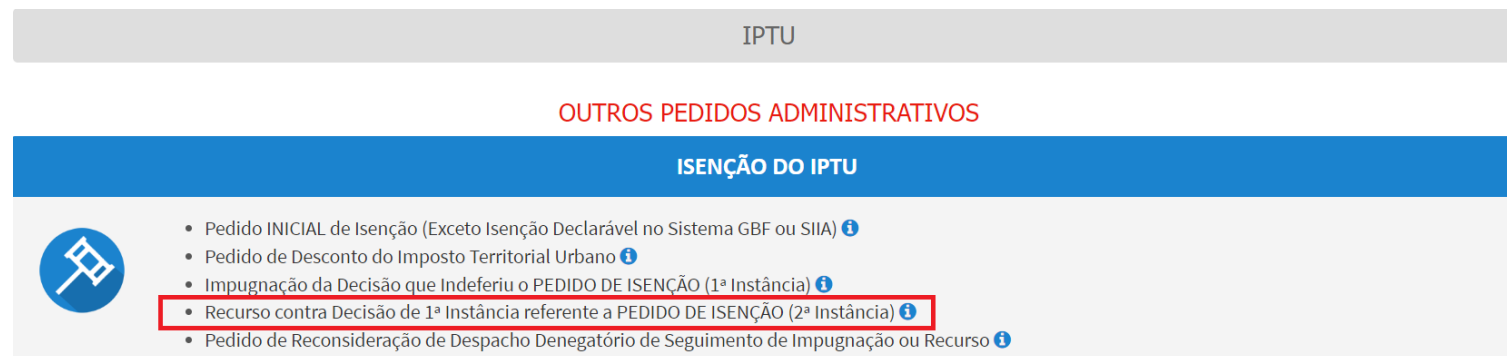 IPTU
OUTROS PEDIDOS ADMINISTRATIVOS
ISENÇÃO DO IPTU
• Pedido INICIAL de Isenção (Exceto Isenção Declarável no Sistema GBF ou SIIA) i
• Pedido de Desconto do Imposto Territorial Urbano i
• Impugnação da Decisão que Indeferiu o PEDIDO DE ISENÇÃO (1ª Instância) i
• Recurso contra Decisão de 1ª Instância referente a PEDIDO DE ISENÇÃO (2ª Instância) i
• Pedido de Reconsideração de Despacho Denegatório de Seguimento de Impugnação ou Recurso i